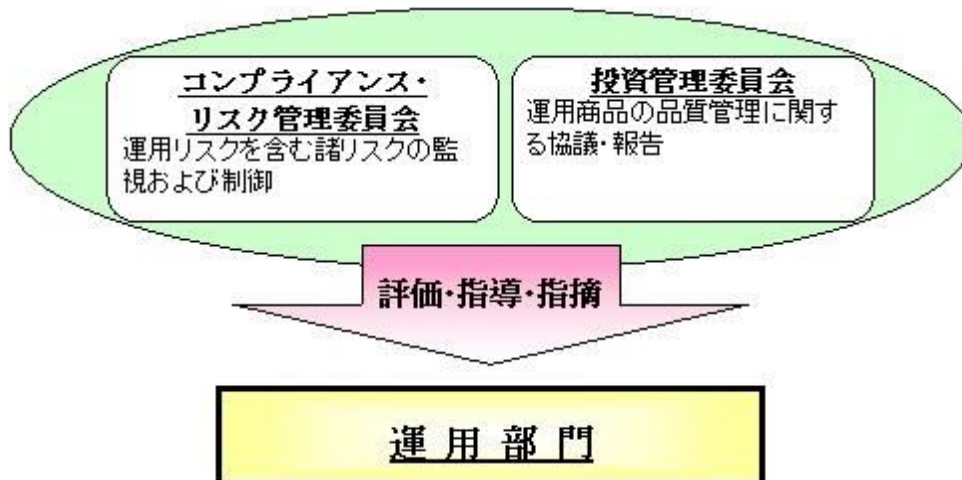 コンプライアンス・
リスク管理委員会
運用リスクを含む諸リスクの監
視および制御
投資管理委員会
運用商品の品質管理に関す
る協議・報告
評価・指導・指摘
運用部門